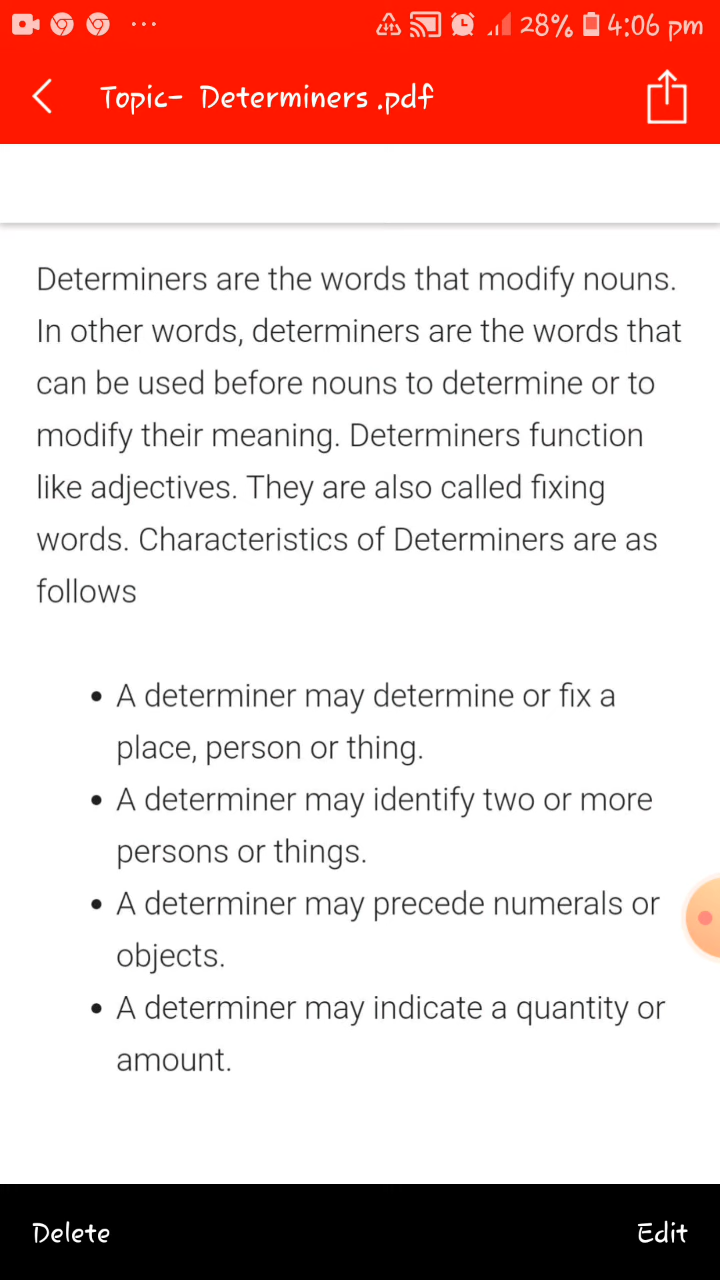 ... 28% 4:06 pm
Topic- Determiners .pdf
Determiners are the words that modify nouns.
In other words, determiners are the words that
can be used before nouns to determine or to
modify their meaning. Determiners function
like adjectives. They are also called fixing
words. Characteristics of Determiners are as
follows
• A determiner may determine or fix a
place, person or thing.
• A determiner may identify two or more
persons or things.
• A determiner may precede numerals or
objects.
• A determiner may indicate a quantity or
amount.
Delete Edit